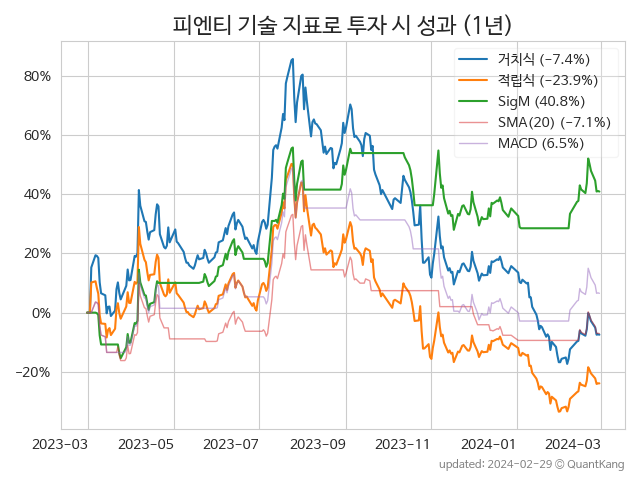 피엔티 기술 지표로 투자 시 성과 (1년)
거치식 (−7.4%)
적립식 (−23.9%)
SigM (40.8%)
SMA(20) (−7.1%)
MACD (6.5%)
80%
60%
40%
20%
0%
−20%
2023-03 2023-05 2023-07 2023-09 2023-11 2024-01 2024-03
updated: 2024-02-29 ⓒ QuantKang